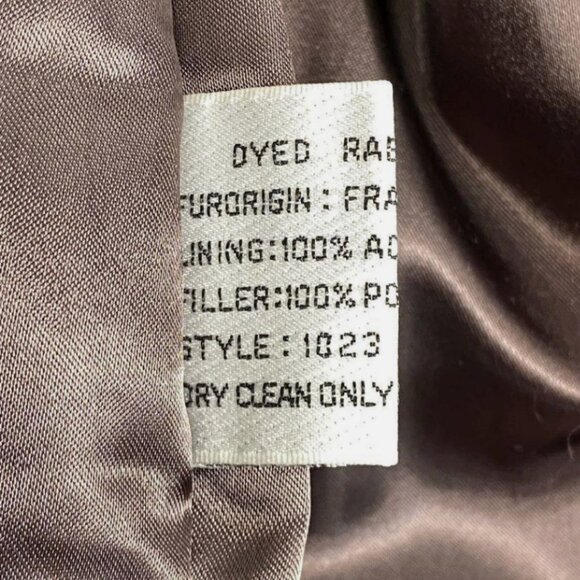 DYED RAB
FURORIGIN: FRA
LINING:100% AC
FILLER:100% PO
STYLE: 1023
DRY CLEAN ONLY